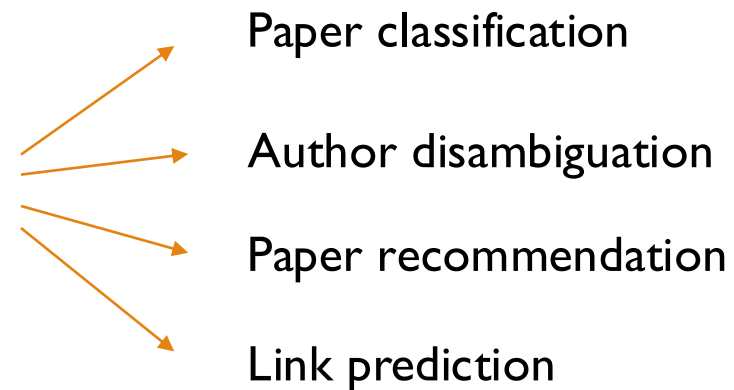 Paper classification
Author disambiguation
Paper recommendation
Link prediction